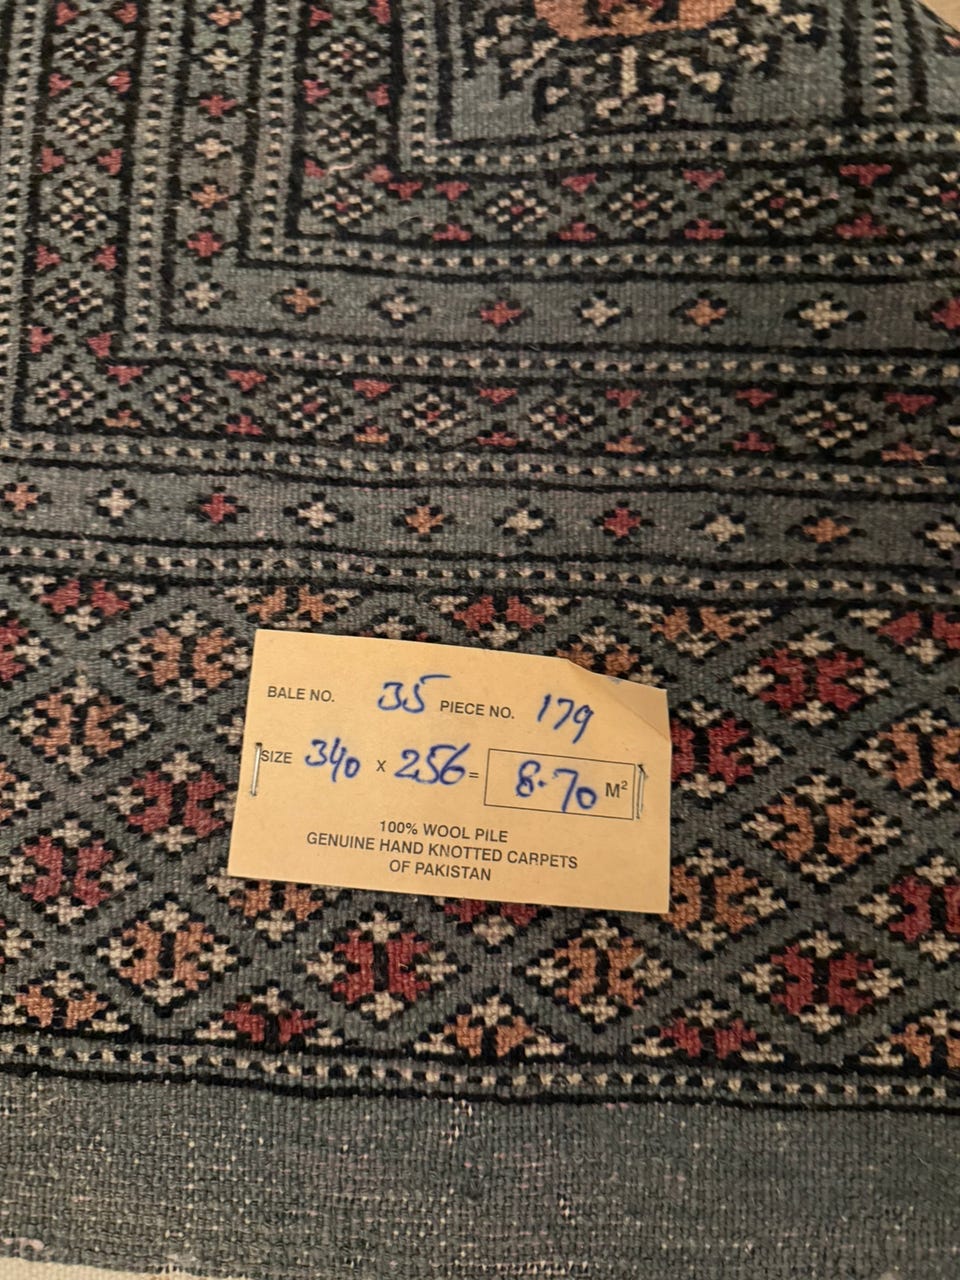 BALE NO. 35 PIECE NO. 179
SIZE 340 X 256 = 8.70 M²
100% WOOL PILE
GENUINE HAND KNOTTED CARPETS
OF PAKISTAN